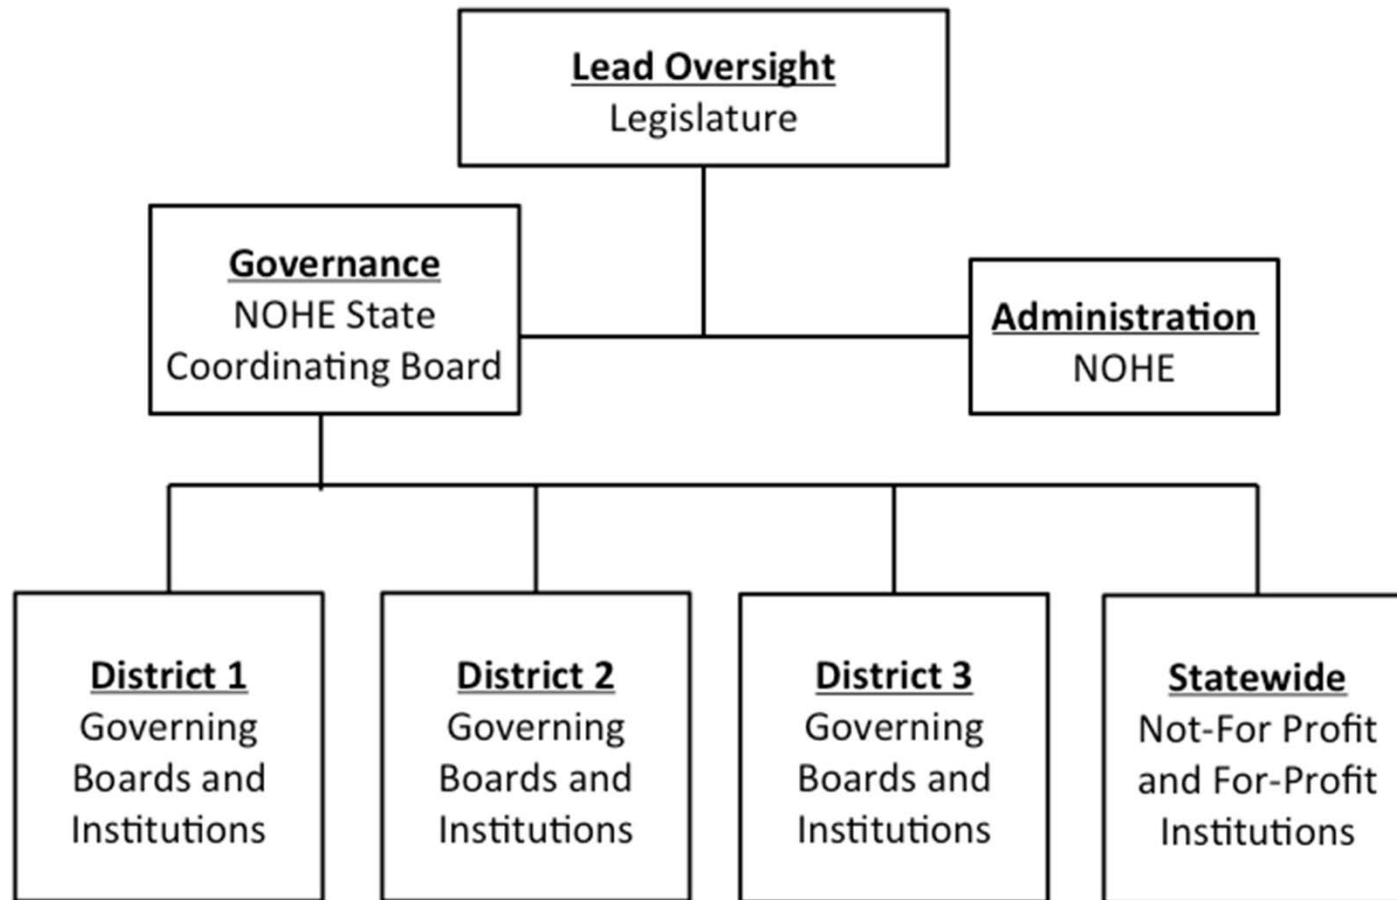 Lead Oversight
Legislature
Governance
NOHE State
Coordinating Board
Administration
NOHE
District 1
Governing
Boards and
Institutions
District 2
Governing
Boards and
Institutions
District 3
Governing
Boards and
Institutions
Statewide
Not-For Profit
and For-Profit
Institutions